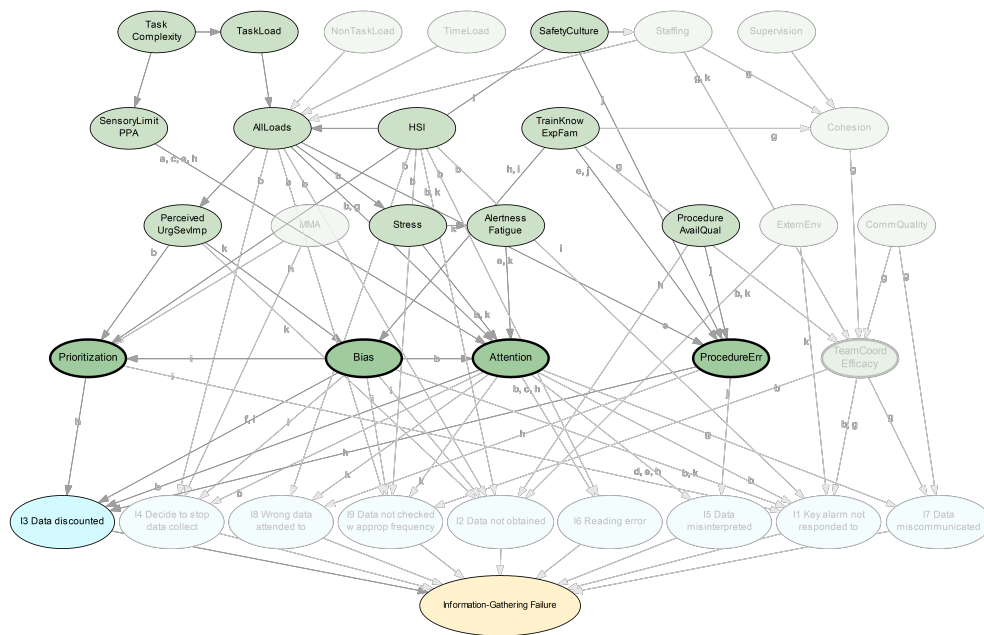 Task
Complexity
TaskLoad
NonTaskLoad
TimeLoad
SafetyCulture
Staffing
Supervision
g, k
g
j
j
SensoryLimit
PPA
AllLoads
HSI
TrainKnow
ExpFam
Cohesion
g
a, c, e, h
b
b
b
b
b
b
h, i
g
e, j
g
b, k
b, g
Perceived
UrgSevImp
MMA
Stress
Alertness
Fatigue
Procedure
AvailQual
ExternEnv
CommQuality
b
k
i
j
g
g
h
e, k
h
b, k
k
b, k
e
k
Prioritization
Bias
Attention
ProcedureErr
TeamCoord
Efficacy
i
b
i
i
b, c, h
j
b
h
f, i
h
g
b, g
g
h
k
k
d, e, h
b, k
b
b
b
I3 Data discounted
I4 Decide to stop
data collect
I8 Wrong data
attended to
I9 Data not checked
w approp frequency
I2 Data not obtained
I6 Reading error
I5 Data
misinterpreted
I1 Key alarm not
responded to
I7 Data
miscommunicated
Information-Gathering Failure